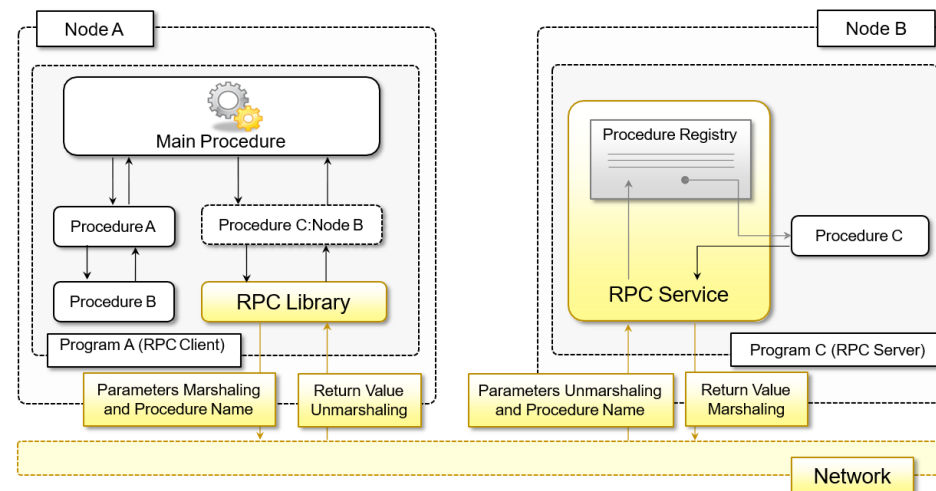 Node A
Node B
Main Procedure
Procedure Registry
Procedure A
Procedure C:Node B
Procedure C
Procedure B
RPC Library
RPC Service
Program A (RPC Client)
Program C (RPC Server)
Parameters Marshaling
and Procedure Name
Return Value
Unmarshaling
Parameters Unmarshaling
and Procedure Name
Return Value
Marshaling
Network